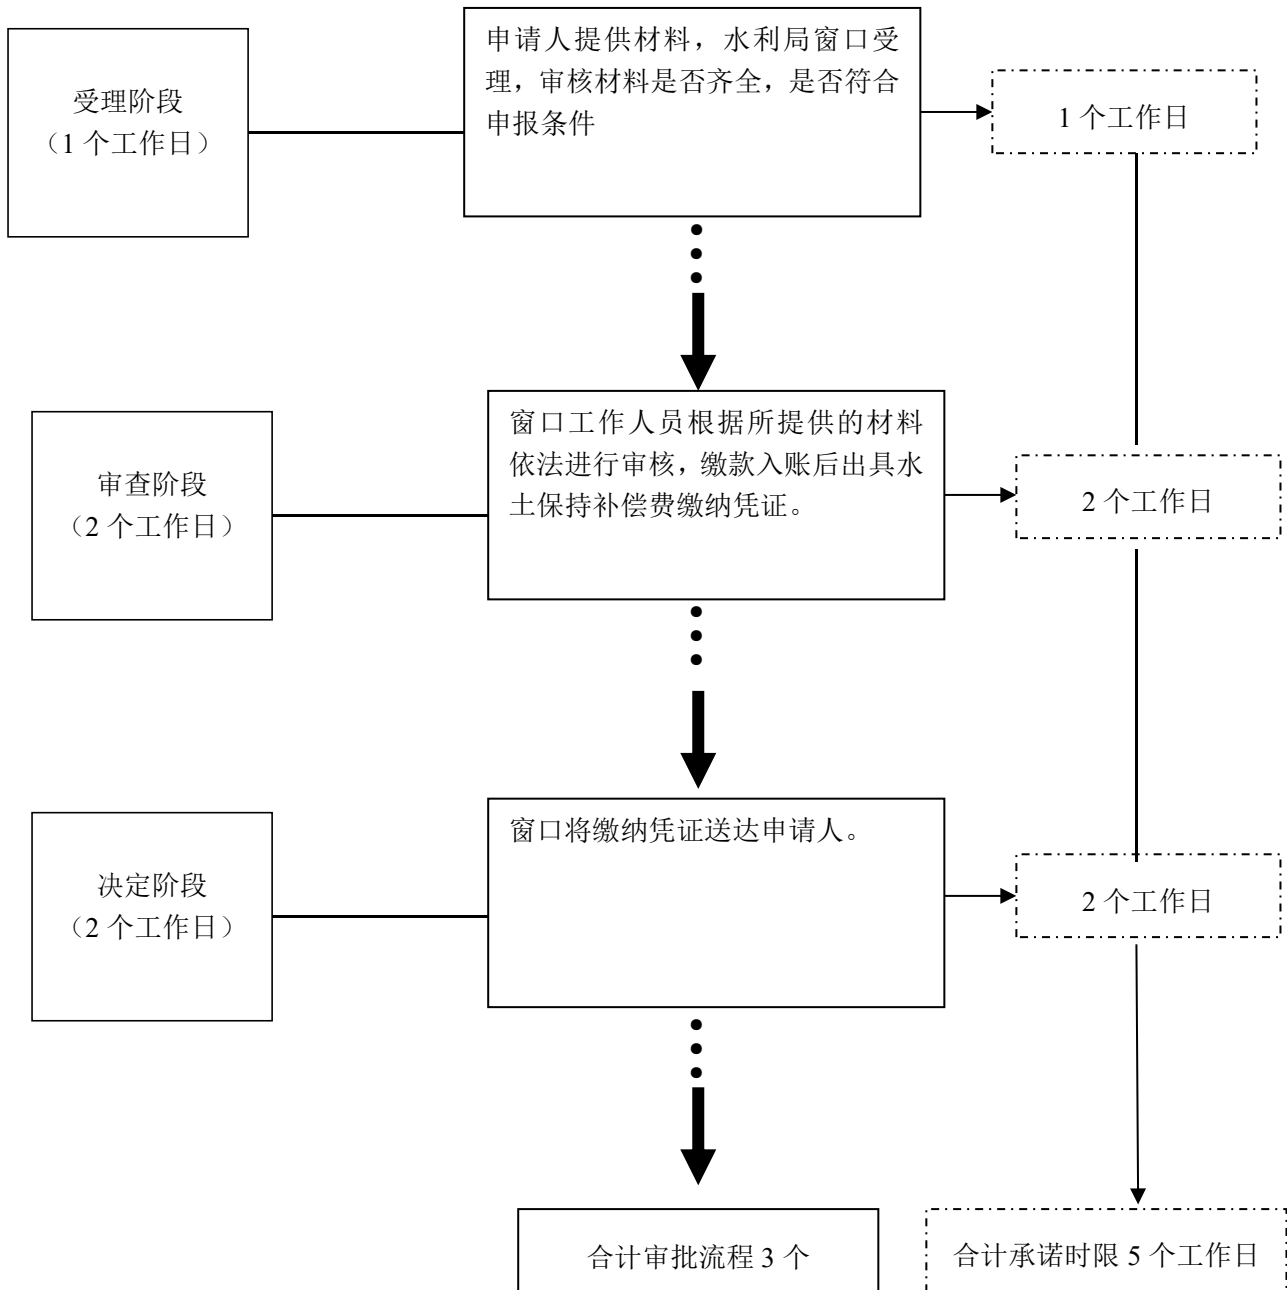 受理阶段
（1 个工作日）
申请人提供材料，水利局窗口受
理，审核材料是否齐全，是否符合
申报条件
1 个工作日
审查阶段
（2 个工作日）
窗口工作人员根据所提供的材料
依法进行审核，缴款入账后出具水
土保持补偿费缴纳凭证。
2 个工作日
决定阶段
（2 个工作日）
窗口将缴纳凭证送达申请人。
2 个工作日
合计审批流程 3 个
合计承诺时限 5 个工作日